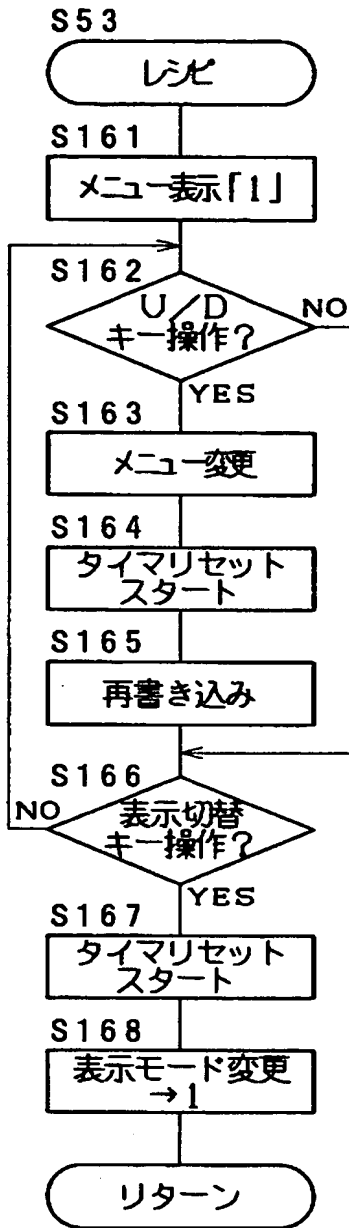 S53
レシピ
S161
メニュー表示「1」
S162
U／D
キー操作？
NO
YES
S163
メニュー変更
S164
タイマリセット
スタート
S165
再書き込み
S166
NO
表示切替
キー操作？
YES
S167
タイマリセット
スタート
S168
表示モード変更
→1
リターン